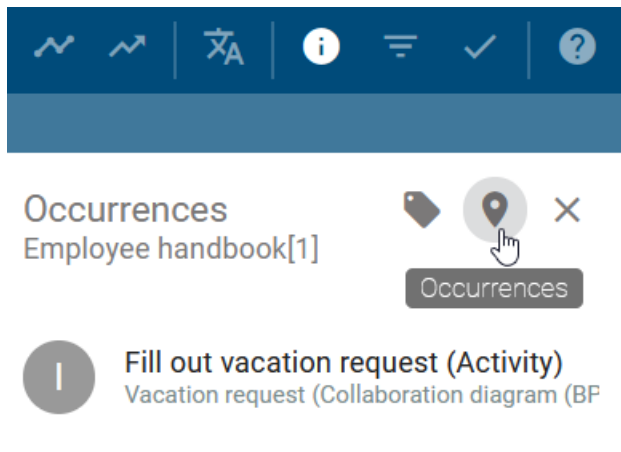 Occurrences
Employee handbook[1]
Occurrences
I
Fill out vacation request (Activity)
Vacation request (Collaboration diagram (BP